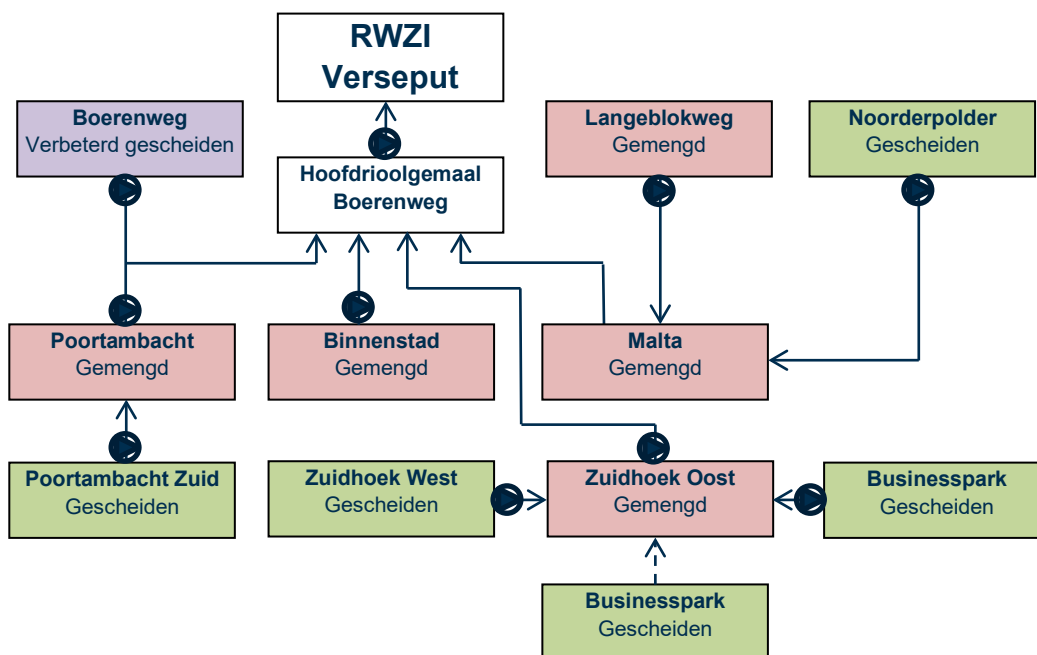 RWZI
Verseput
Boerenweg
Verbeterd gescheiden
Langeblokweg
Gemengd
Noorderpolder
Gescheiden
Hoofdrioolgemaal
Boerenweg
Poortambacht
Gemengd
Binnenstad
Gemengd
Malta
Gemengd
Poortambacht Zuid
Gescheiden
Zuidhoek West
Gescheiden
Zuidhoek Oost
Gemengd
Businesspark
Gescheiden
Businesspark
Gescheiden